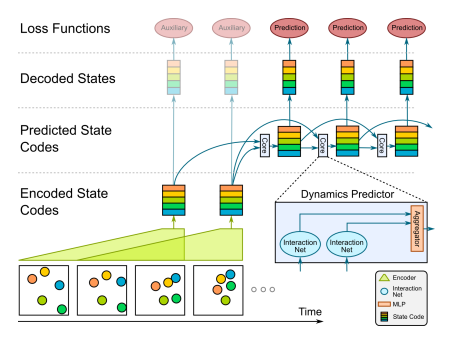 Loss Functions
Auxiliary
Auxiliary
Prediction
Prediction
Prediction
Decoded States
Predicted State
Codes
Core
Core
Core
Encoded State
Codes
Dynamics Predictor
Interaction
Net
Interaction
Net
Aggregator
Time
Encoder
Interaction
Net
MLP
State Code